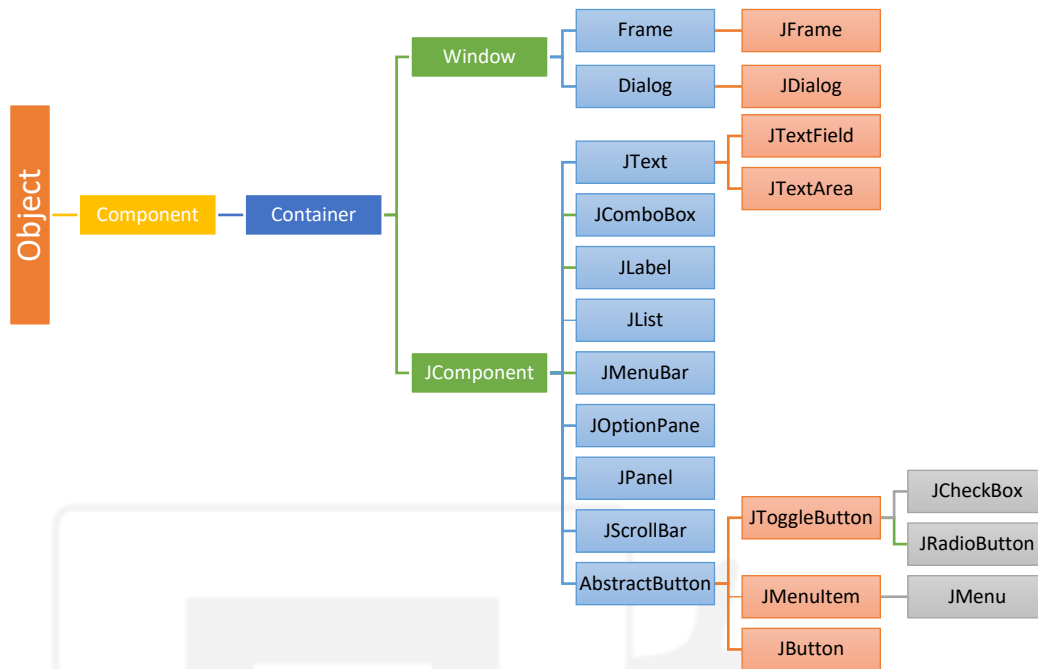 Object
Component
Container
Window
Frame
JFrame
Dialog
JDialog
JComponent
JText
JTextField
JTextArea
JComboBox
JLabel
JList
JMenuBar
JOptionPane
JPanel
JScrollBar
AbstractButton
JToggleButton
JCheckBox
JRadioButton
JMenuItem
JMenu
JButton